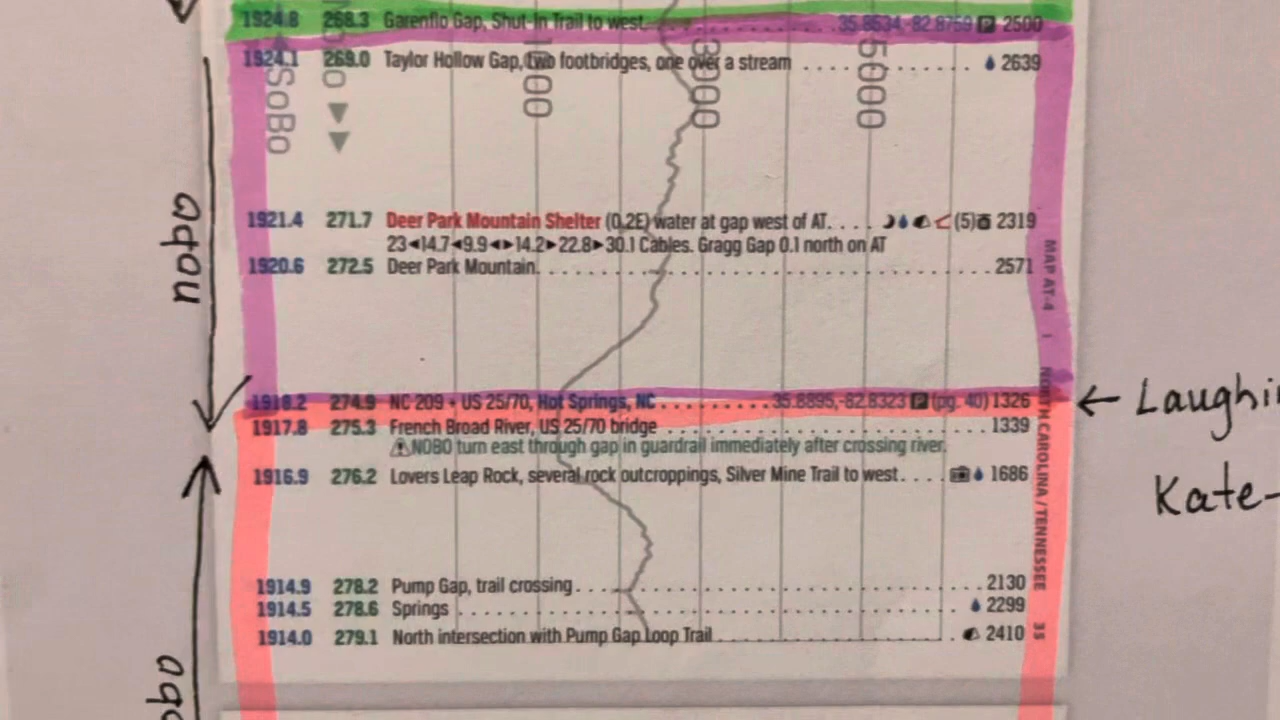 1924.8 268.3 Garenflo Gap, Shut-In Trail to west 35.8634,-82.8759 P 2500
1924.1 269.0 Taylor Hollow Gap, two footbridges, one over a stream 2639
SoBo
3000
5000
1921.4 271.7 Deer Park Mountain Shelter (0.2E) water at gap west of AT. (5) 2319
23◄14.7◄9.9◄►14.2►22.8►30.1 Cables. Gragg Gap 0.1 north on AT
1920.6 272.5 Deer Park Mountain 2571
1918.2 274.9 NC 209 + US 25/70, Hot Springs, NC 35.8895,-82.8323 P (pg. 40) 1326
1917.8 275.3 French Broad River, US 25/70 bridge 1339
NOBO turn east through gap in guardrail immediately after crossing river.
1916.9 276.2 Lovers Leap Rock, several rock outcroppings, Silver Mine Trail to west. 1686
1914.9 278.2 Pump Gap, trail crossing 2130
1914.5 278.6 Springs 2299
1914.0 279.1 North intersection with Pump Gap Loop Trail 2410
MAP AT-4 | NORTH CAROLINA / TENNESSEE 35
nobo
← Laughi
Kate-